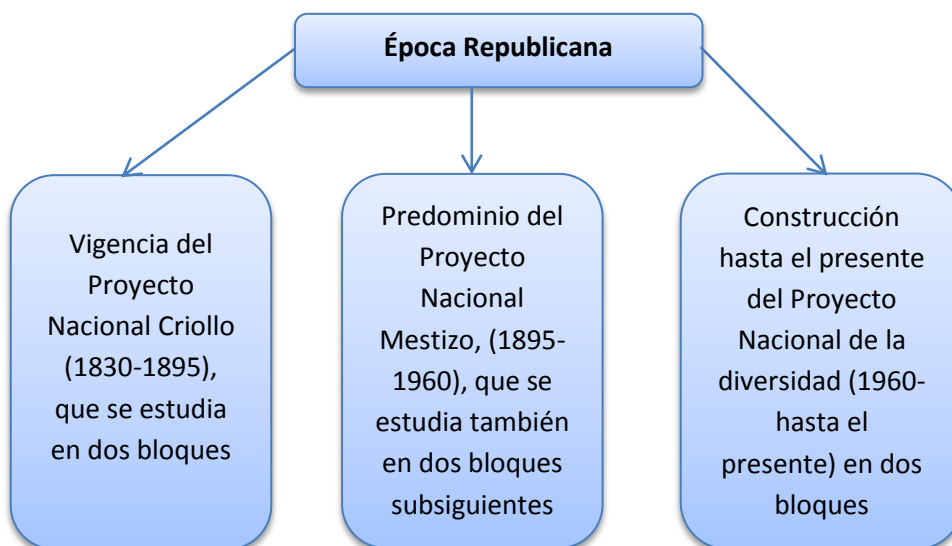 Época Republicana
Vigencia del
Proyecto
Nacional Criollo
(1830-1895),
que se estudia
en dos bloques
Predominio del
Proyecto
Nacional
Mestizo, (1895-
1960), que se
estudia también
en dos bloques
subsiguientes
Construcción
hasta el presente
del Proyecto
Nacional de la
diversidad (1960-
hasta el
presente) en dos
bloques